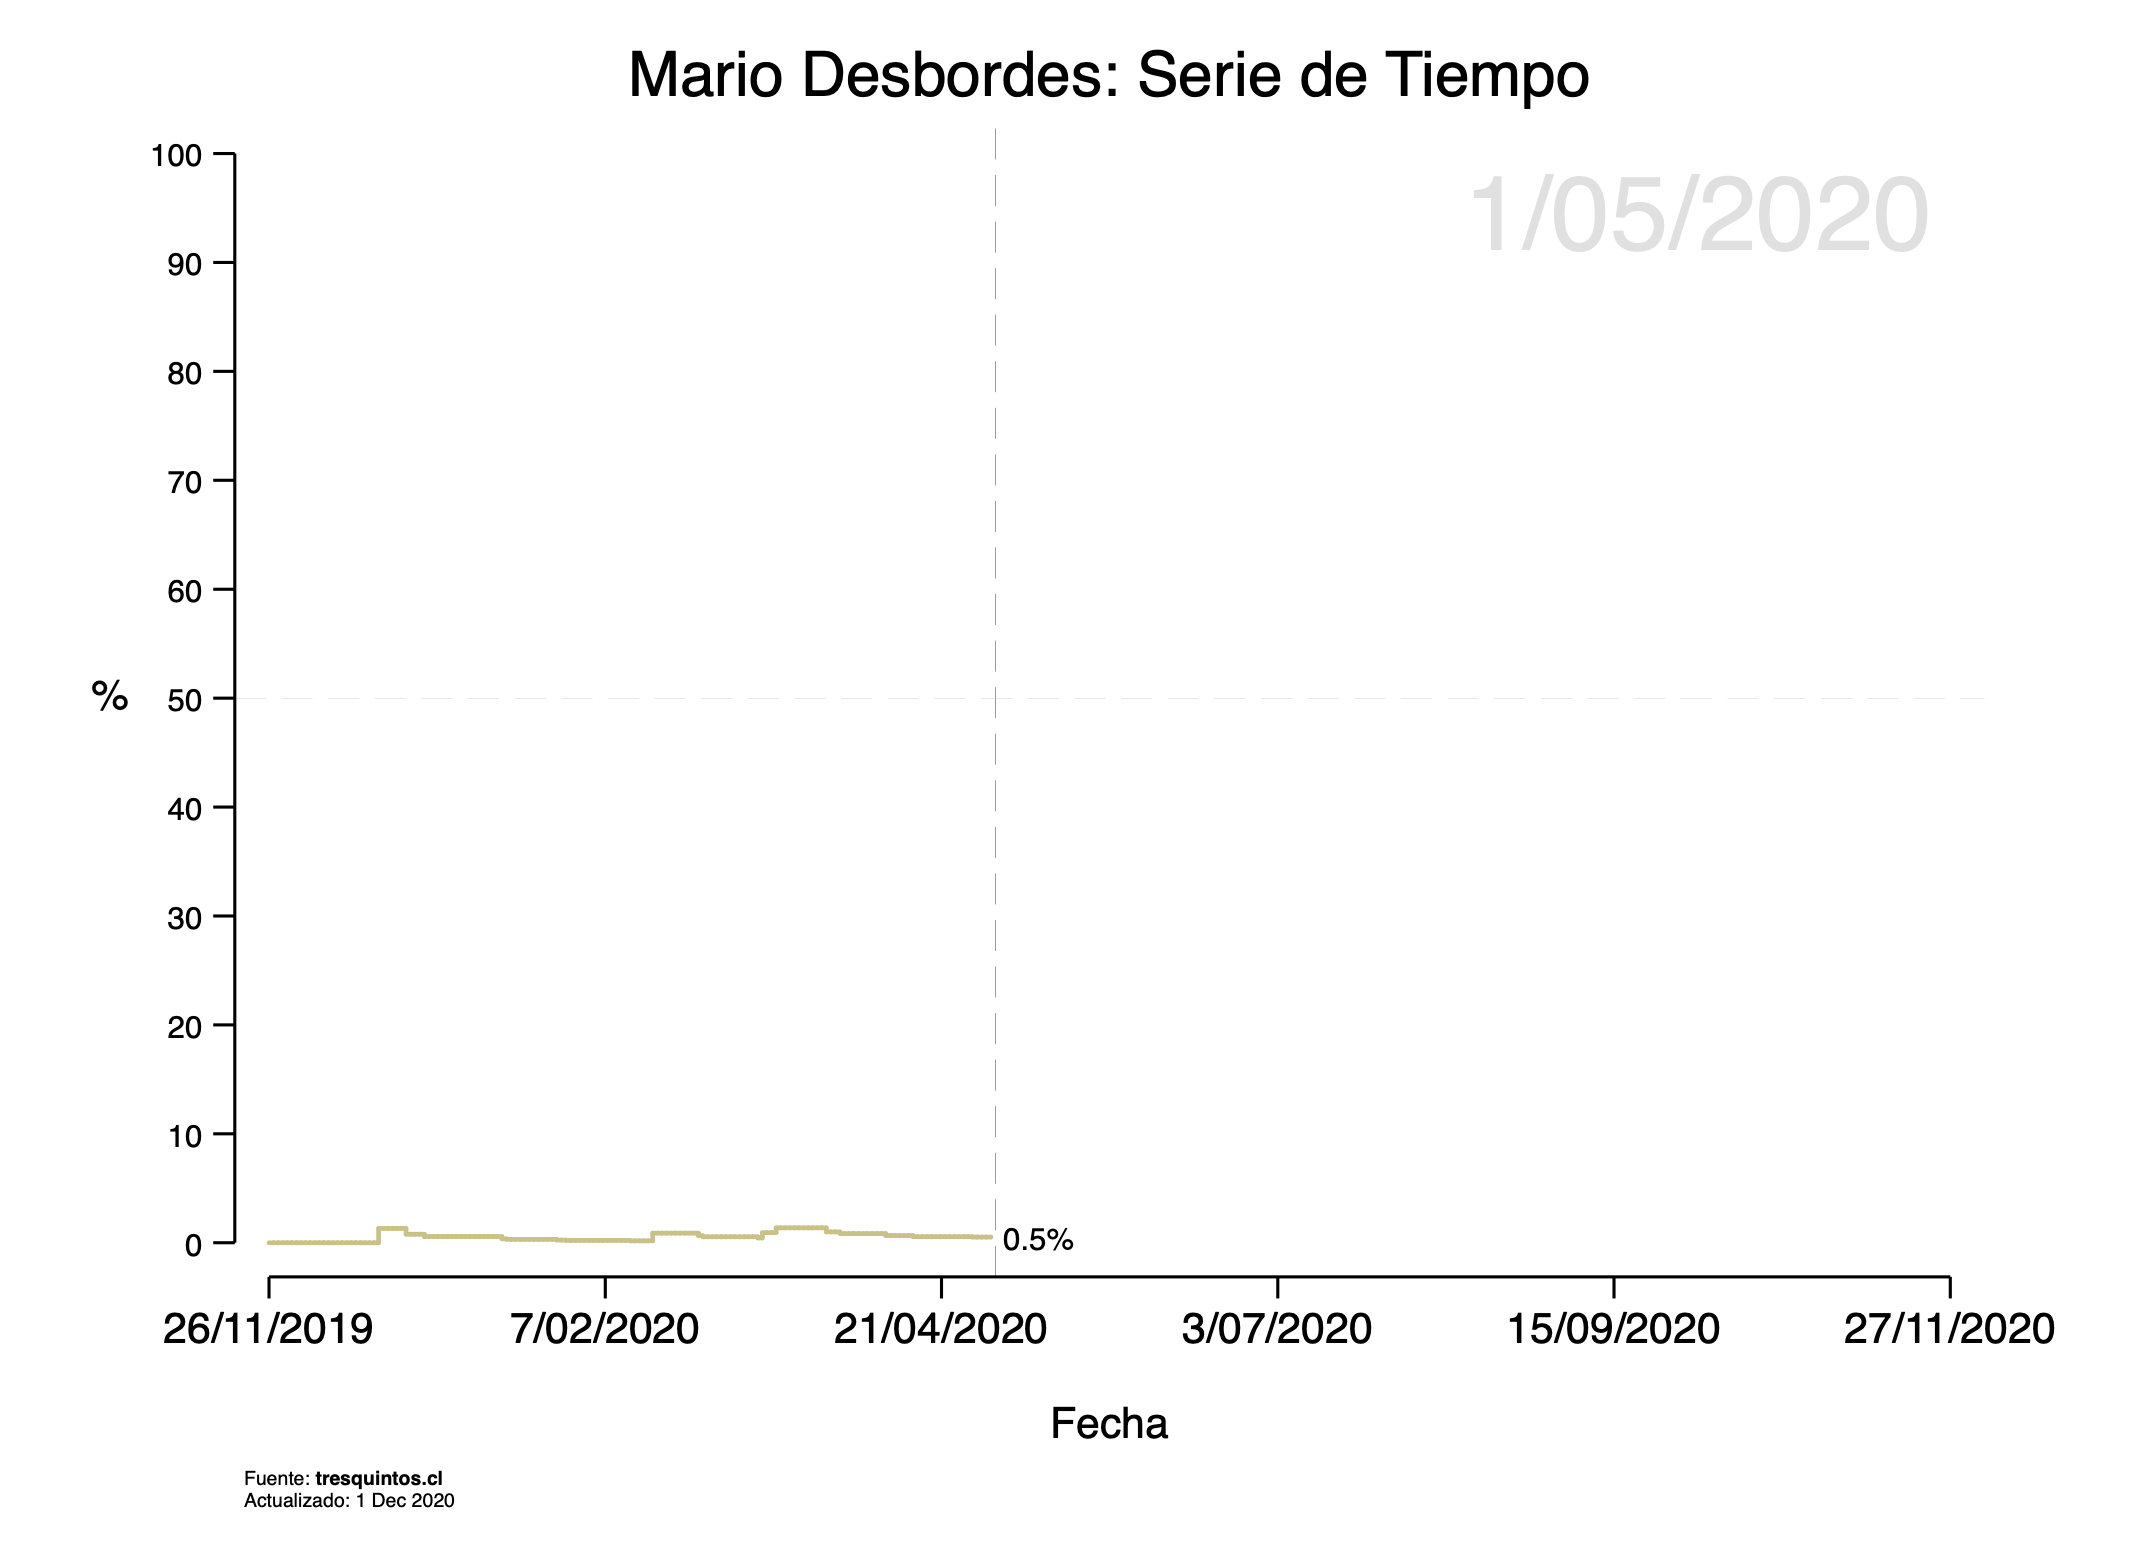 Mario Desbordes: Serie de Tiempo
1/05/2020
100
90
80
70
60
50
40
30
20
10
0
%
0.5%
26/11/2019 7/02/2020 21/04/2020 3/07/2020 15/09/2020 27/11/2020
Fecha
Fuente: tresquintos.cl
Actualizado: 1 Dec 2020